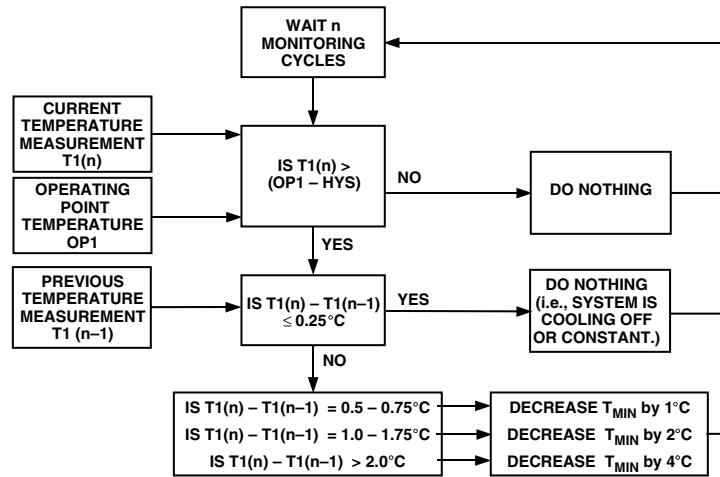 WAIT n
MONITORING
CYCLES
CURRENT
TEMPERATURE
MEASUREMENT
T1(n)
IS T1(n) >
(OP1 – HYS)
NO
DO NOTHING
OPERATING
POINT
TEMPERATURE
OP1
YES
PREVIOUS
TEMPERATURE
MEASUREMENT
T1 (n–1)
IS T1(n) – T1(n–1)
≤ 0.25°C
YES
DO NOTHING
(i.e., SYSTEM IS
COOLING OFF
OR CONSTANT.)
NO
IS T1(n) – T1(n–1) = 0.5 – 0.75°C
DECREASE TMIN by 1°C
IS T1(n) – T1(n–1) = 1.0 – 1.75°C
DECREASE TMIN by 2°C
IS T1(n) – T1(n–1) > 2.0°C
DECREASE TMIN by 4°C